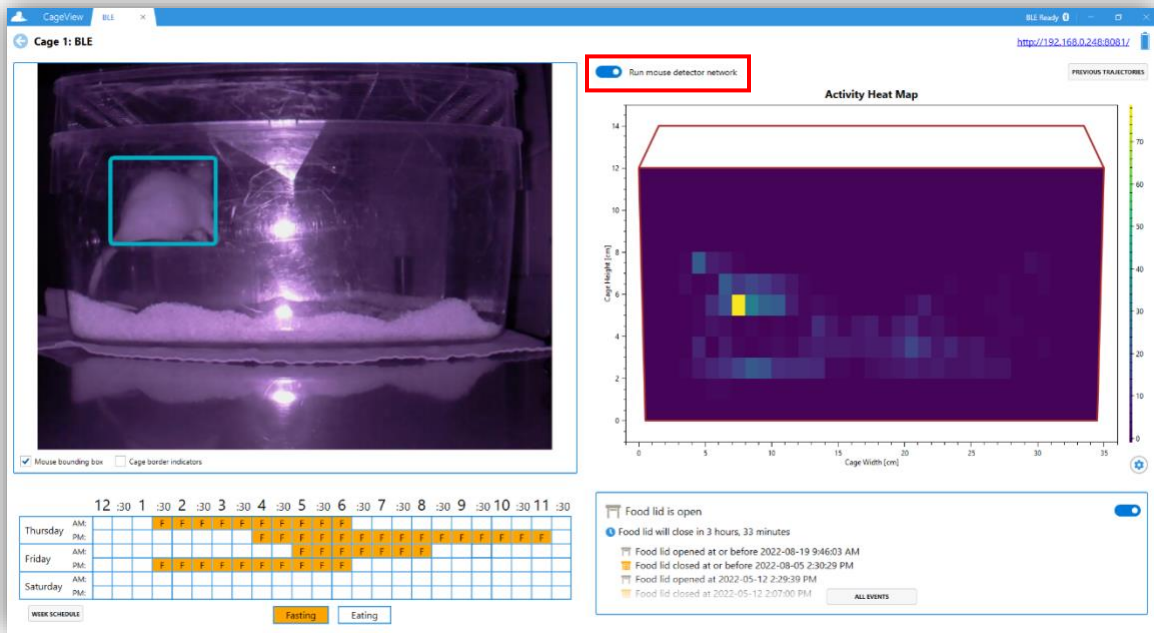 CageView BLE × BLE Ready
Cage 1: BLE
http://192.168.0.248:8081/
Run mouse detector network
PREVIOUS TRAJECTORIES
Activity Heat Map
14
12
10
8
6
4
2
0
Cage Height [cm]
0 5 10 15 20 25 30 35
Cage Width [cm]
70
60
50
40
30
20
10
0
Mouse bounding box Cage border indicators
12 :30 1 :30 2 :30 3 :30 4 :30 5 :30 6 :30 7 :30 8 :30 9 :30 10 :30 11 :30
Thursday
AM: F F F F F F F F F F
PM: F F F F F F F F F F F F F F F
Friday
AM: F F F F F F F
PM: F F F F F F F F F F
Saturday
AM:
PM:
WEEK SCHEDULE
Fasting Eating
Food lid is open
Food lid will close in 3 hours, 33 minutes
Food lid opened at or before 2022-08-19 9:46:03 AM
Food lid closed at or before 2022-08-05 2:30:29 PM
Food lid opened at 2022-05-12 2:29:39 PM
Food lid closed at 2022-05-12 2:07:00 PM
ALL EVENTS